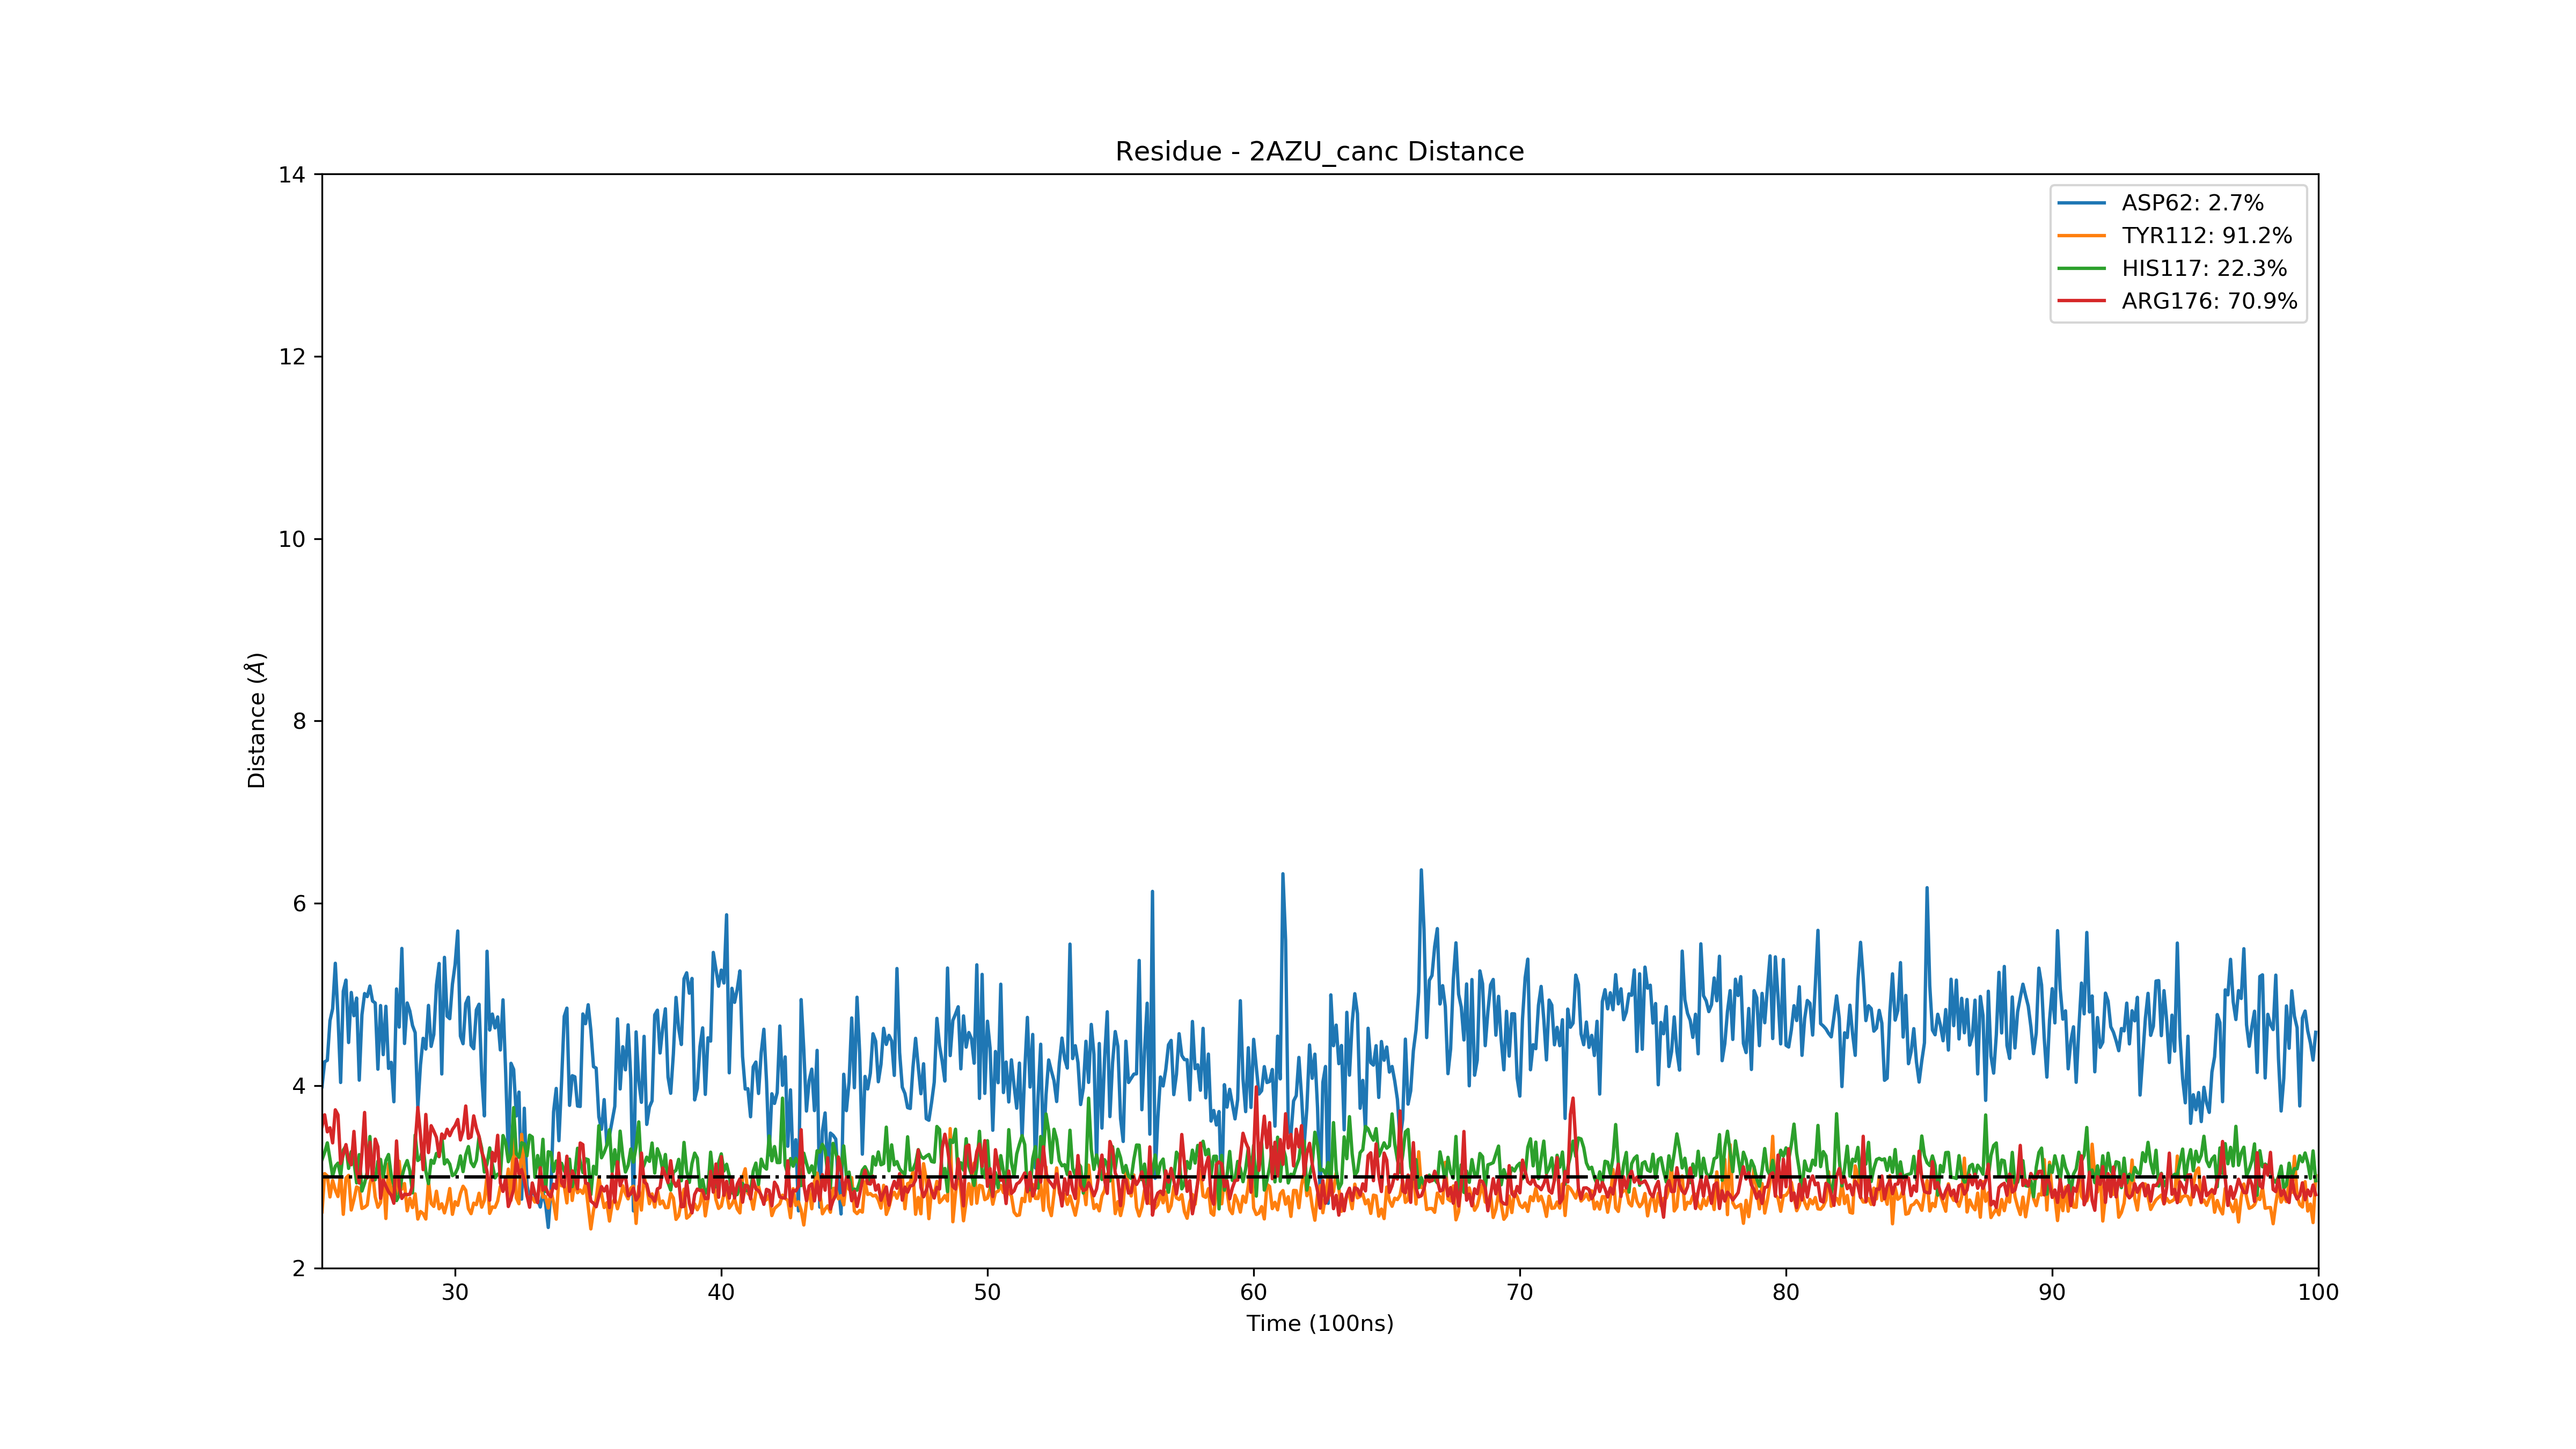 Residue - 2AZU_canc Distance
14
12
10
8
6
4
2
Distance (Å)
ASP62: 2.7%
TYR112: 91.2%
HIS117: 22.3%
ARG176: 70.9%
30 40 50 60 70 80 90 100
Time (100ns)